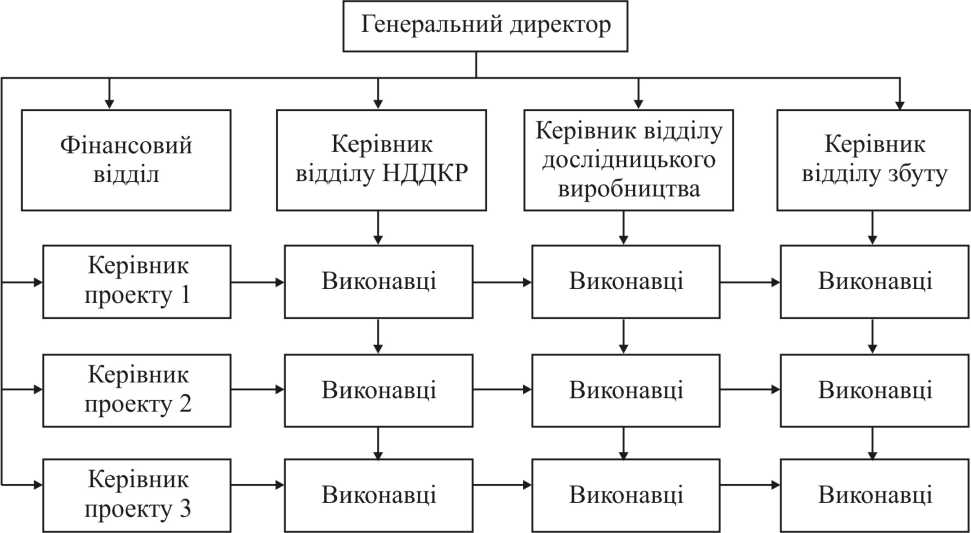 Генеральний директор
Фінансовий
відділ
Керівник
відділу НДДКР
Керівник відділу
дослідницького
виробництва
Керівник
відділу збуту
Керівник
проекту 1
Виконавці
Виконавці
Виконавці
Керівник
проекту 2
Виконавці
Виконавці
Виконавці
Керівник
проекту 3
Виконавці
Виконавці
Виконавці